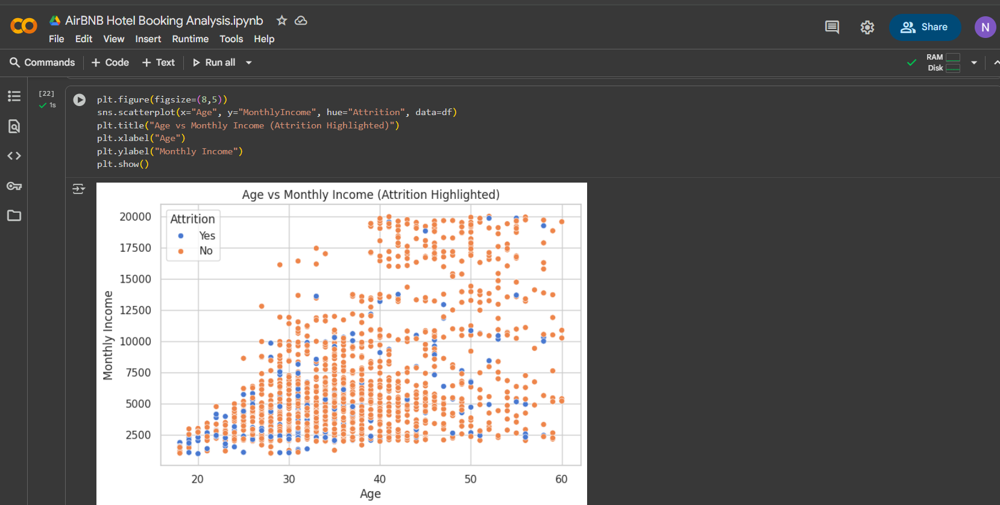 AirBNB Hotel Booking Analysis.ipynb
File Edit View Insert Runtime Tools Help
Share
N
Commands + Code + Text Run all
RAM
Disk
[22]
1s
plt.figure(figsize=(8,5))
sns.scatterplot(x="Age", y="MonthlyIncome", hue="Attrition", data=df)
plt.title("Age vs Monthly Income (Attrition Highlighted)")
plt.xlabel("Age")
plt.ylabel("Monthly Income")
plt.show()
Age vs Monthly Income (Attrition Highlighted)
Attrition
Yes
No
20000
17500
15000
12500
10000
7500
5000
2500
Monthly Income
20 30 40 50 60
Age